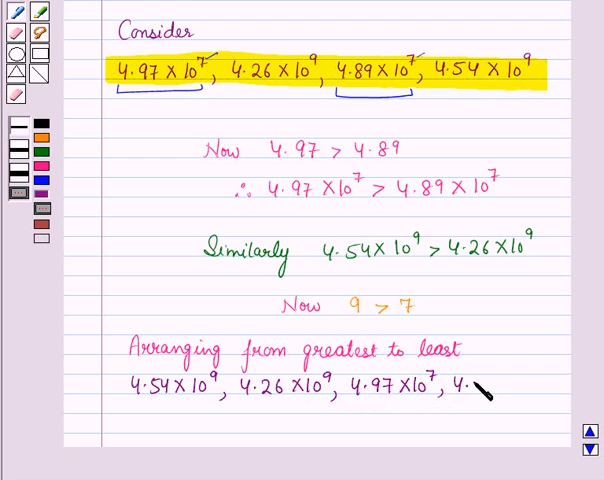 Consider
4.97 × 10⁷, 4.26 × 10⁹, 4.89 × 10⁷, 4.54 × 10⁹
Now 4.97 > 4.89
∴ 4.97 × 10⁷ > 4.89 × 10⁷
Similarly 4.54 × 10⁹ > 4.26 × 10⁹
Now 9 > 7
Arranging from greatest to least
4.54 × 10⁹, 4.26 × 10⁹, 4.97 × 10⁷, 4.